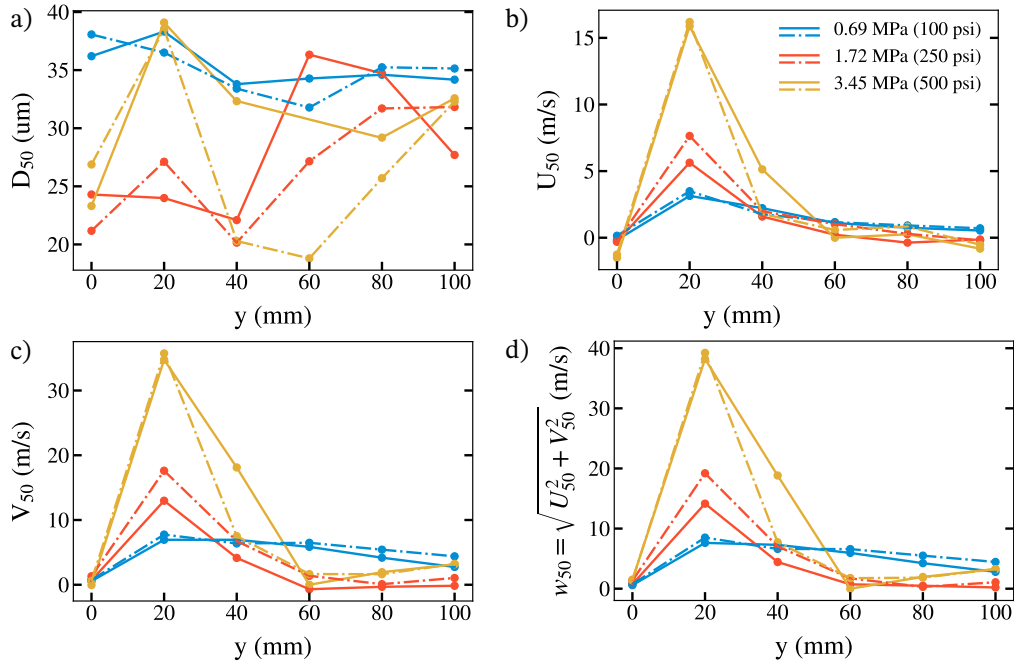 a)
40
35
30
25
20
D₅₀ (um)
0 20 40 60 80 100
y (mm)
b)
15
10
5
0
U₅₀ (m/s)
0.69 MPa (100 psi)
1.72 MPa (250 psi)
3.45 MPa (500 psi)
0 20 40 60 80 100
y (mm)
c)
30
20
10
0
V₅₀ (m/s)
0 20 40 60 80 100
y (mm)
d)
40
30
20
10
0
w₅₀ = √(U₅₀² + V₅₀²) (m/s)
0 20 40 60 80 100
y (mm)